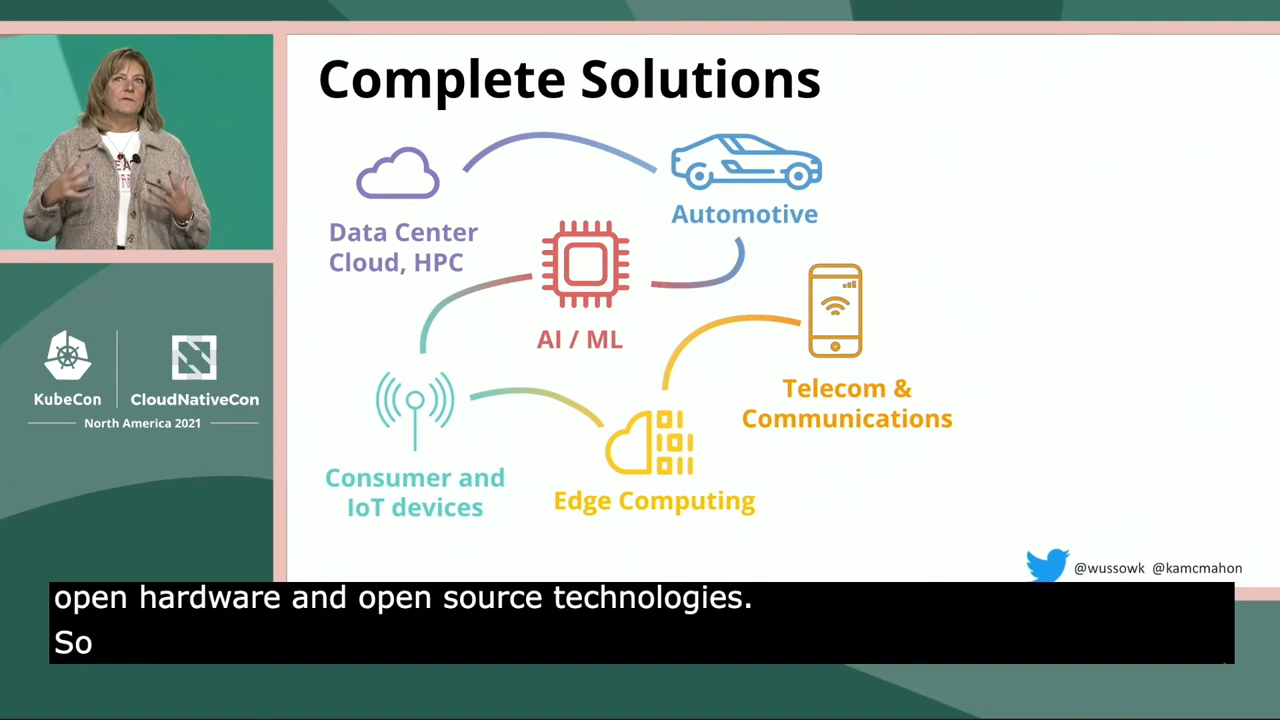 Complete Solutions
Data Center
Cloud, HPC
Automotive
AI / ML
Telecom &
Communications
Consumer and
IoT devices
Edge Computing
KubeCon
CloudNativeCon
North America 2021
@wussowk @kamcmahon
open hardware and open source technologies.
So